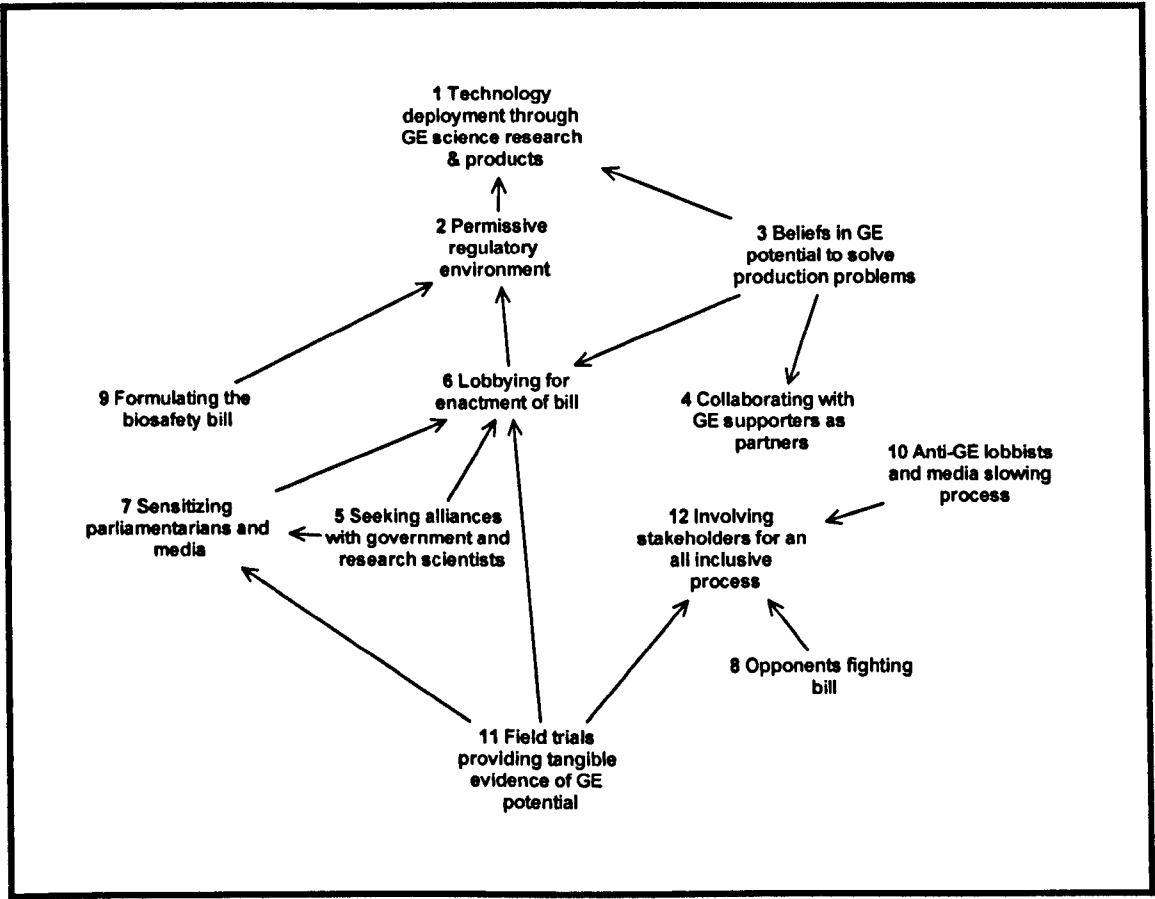 1 Technology
deployment through
GE science research
& products
2 Permissive
regulatory
environment
3 Beliefs in GE
potential to solve
production problems
6 Lobbying for
enactment of bill
9 Formulating the
biosafety bill
4 Collaborating with
GE supporters as
partners
10 Anti-GE lobbists
and media slowing
process
7 Sensitizing
parliamentarians and
media
5 Seeking alliances
with government and
research scientists
12 Involving
stakeholders for an
all inclusive
process
8 Opponents fighting
bill
11 Field trials
providing tangible
evidence of GE
potential